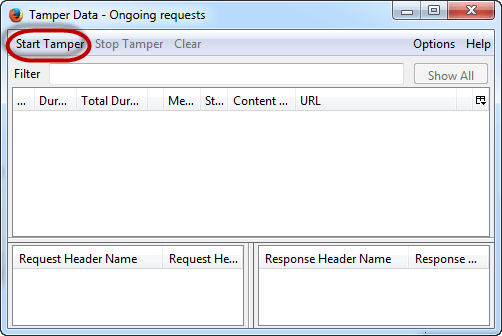 Tamper Data - Ongoing requests
Start Tamper Stop Tamper Clear Options Help
Filter Show All
... Dur... Total Dur... Me... St... Content ... URL
Request Header Name Request He... Response Header Name Response ...